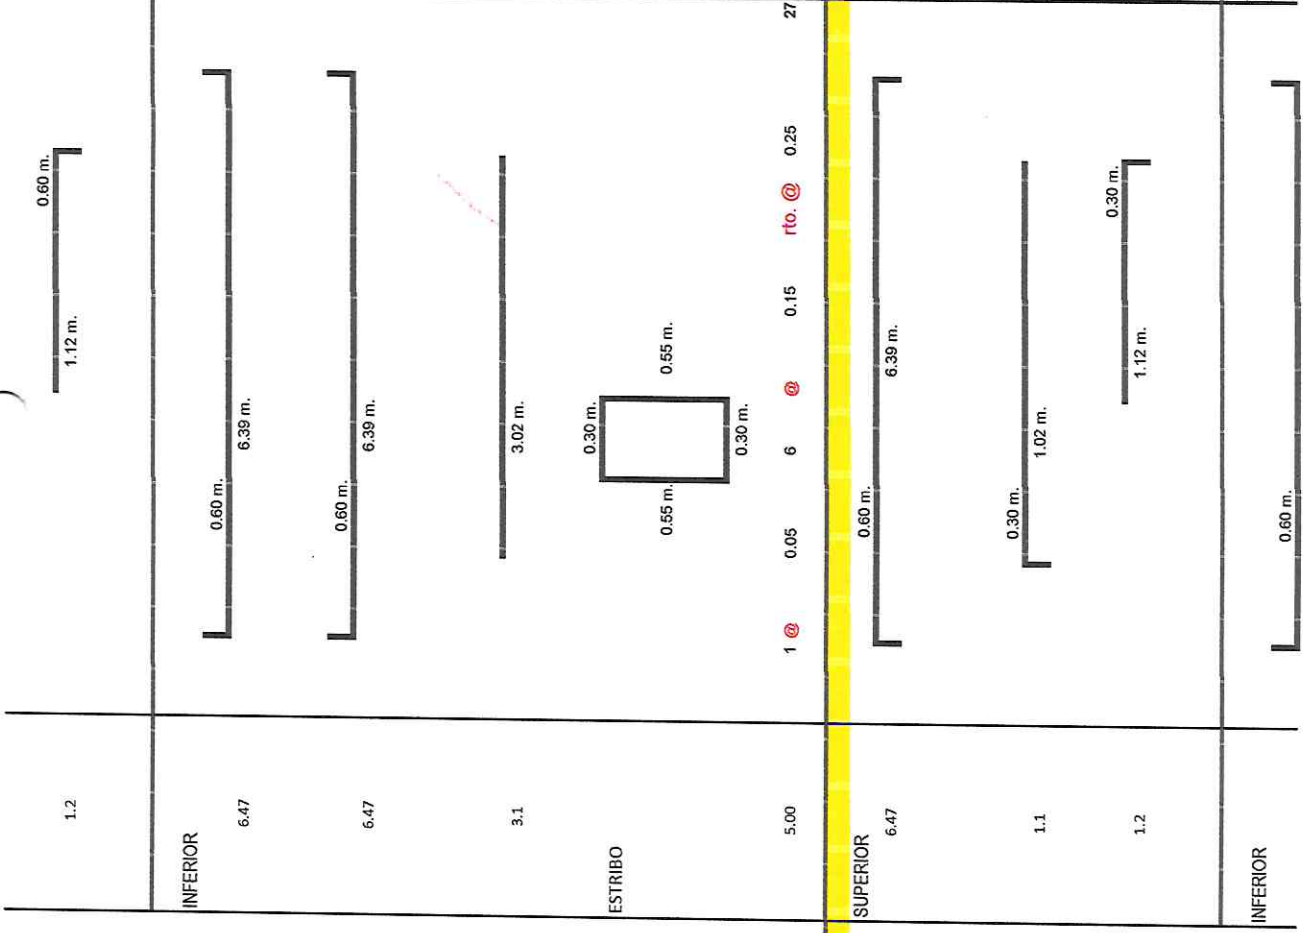 0.60 m.
1.2 1.12 m.
INFERIOR
0.60 m.
6.47 6.39 m.
0.60 m.
6.47 6.39 m.
3.1 3.02 m.
0.30 m.
ESTRIBO
0.55 m. 0.55 m.
0.30 m.
5.00 1 @ 0.05 6 @ 0.15 rto. @ 0.25 27
SUPERIOR 0.60 m.
6.47 6.39 m.
0.30 m.
1.1 1.02 m.
0.30 m.
1.2 1.12 m.
INFERIOR
0.60 m.